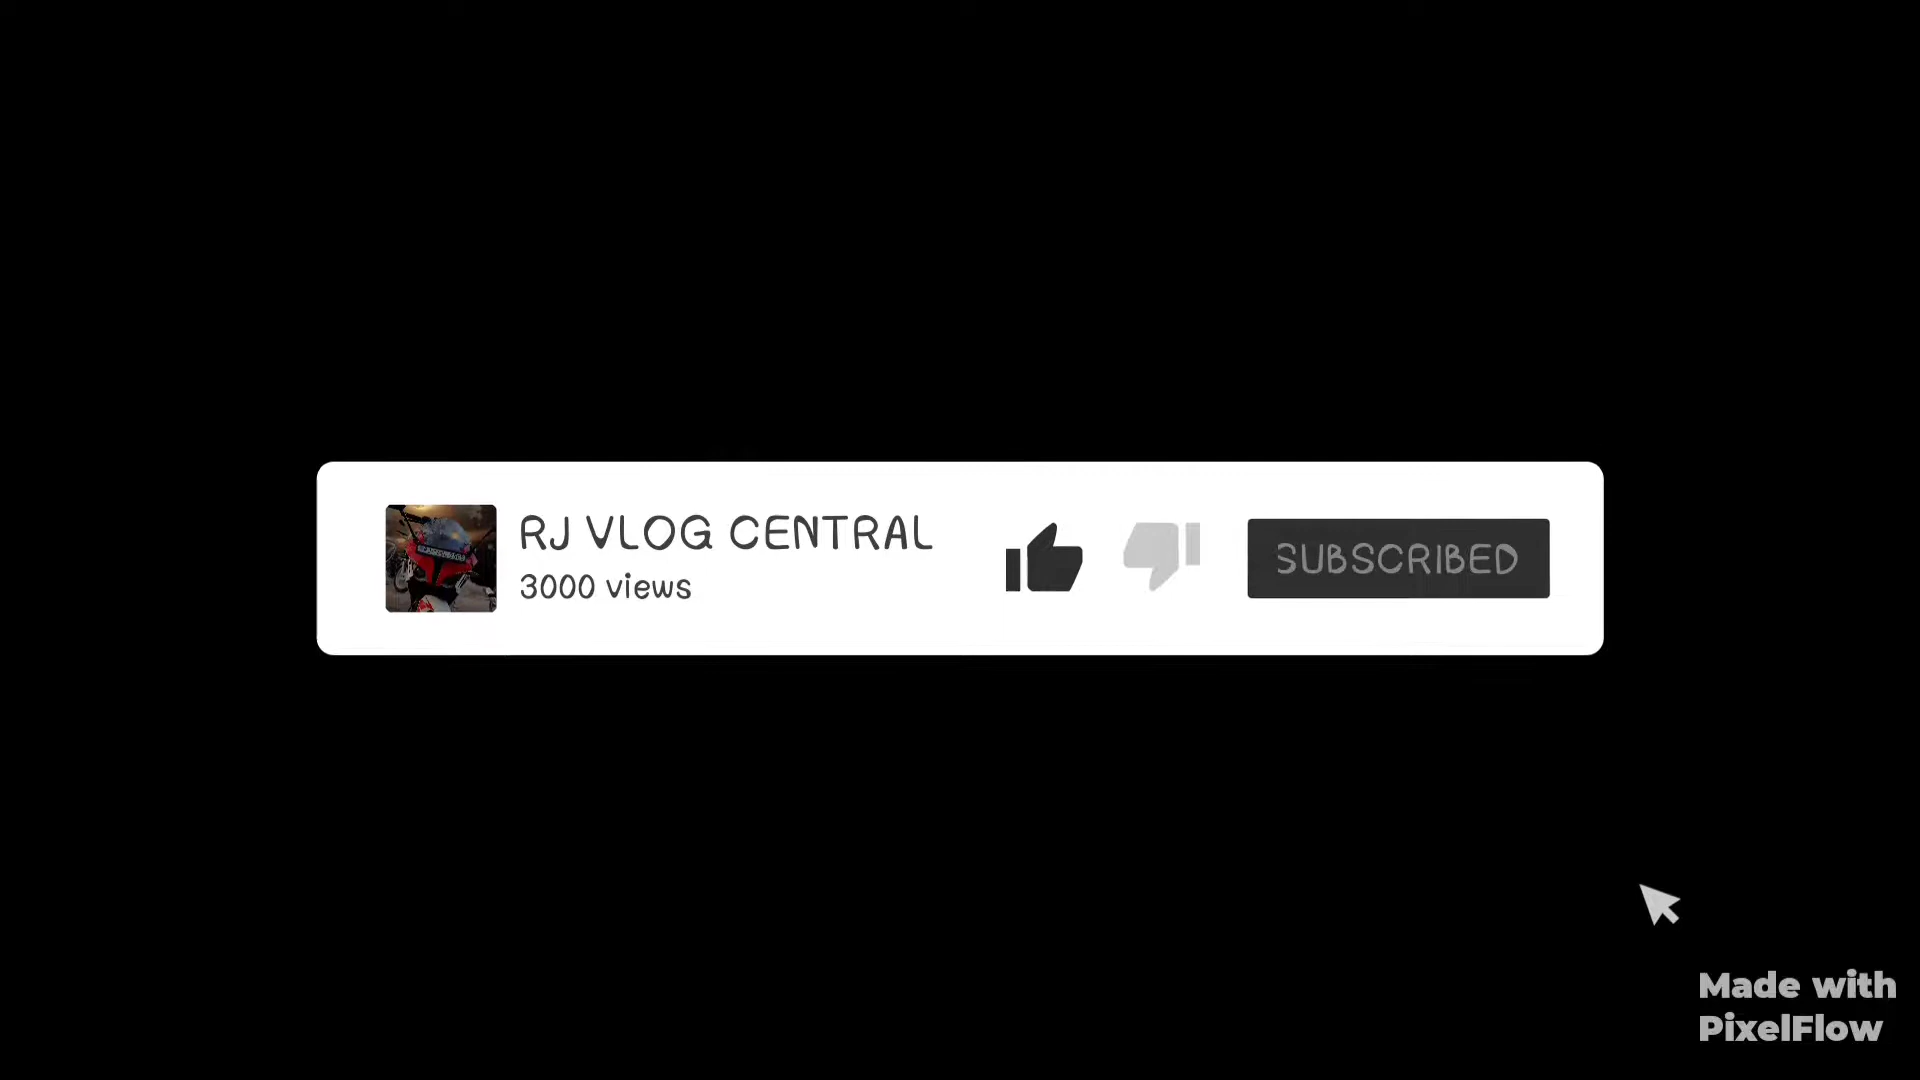 RJ VLOG CENTRAL
3000 views
SUBSCRIBED
Made with
PixelFlow